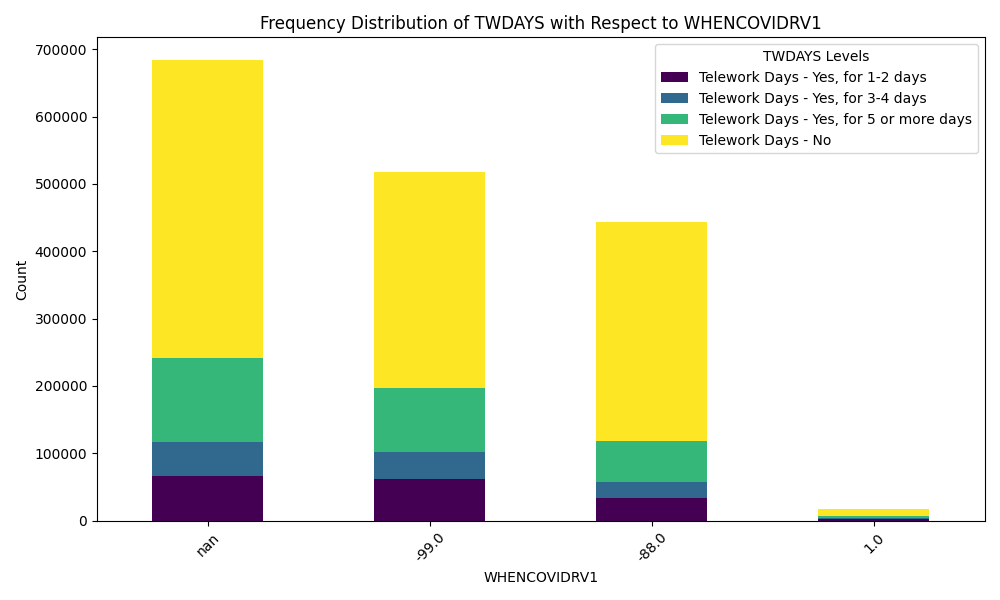 Frequency Distribution of TWDAYS with Respect to WHENCOVIDRV1
TWDAYS Levels
Telework Days - Yes, for 1-2 days
Telework Days - Yes, for 3-4 days
Telework Days - Yes, for 5 or more days
Telework Days - No
700000
600000
500000
400000
300000
200000
100000
0
Count
nan
-99.0
-88.0
1.0
WHENCOVIDRV1